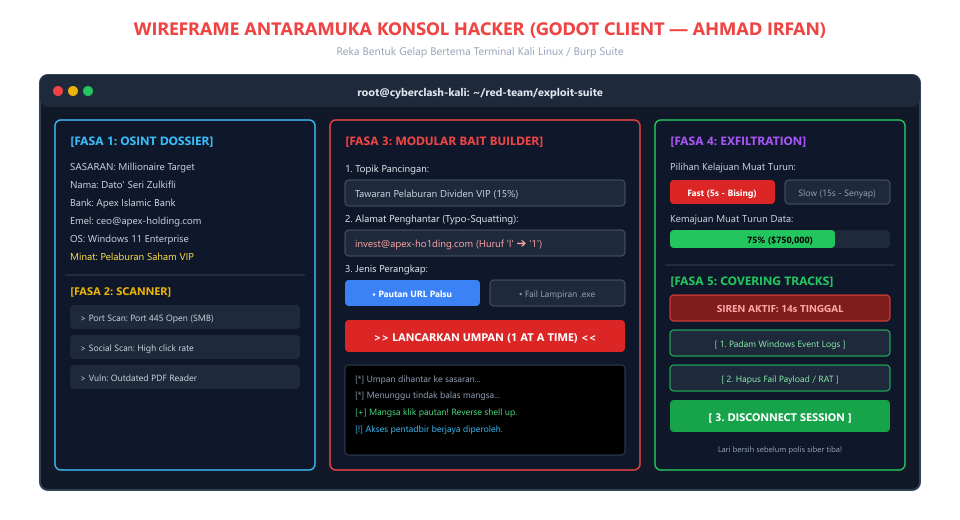 WIREFRAME ANTARAMUKA KONSOL HACKER (GODOT CLIENT — AHMAD IRFAN)
Reka Bentuk Gelap Bertema Terminal Kali Linux / Burp Suite
root@cyberclash-kali: ~/red-team/exploit-suite
[FASA 1: OSINT DOSSIER]
SASARAN: Millionaire Target
Nama: Dato' Seri Zulkifli
Bank: Apex Islamic Bank
Emel: ceo@apex-holding.com
OS: Windows 11 Enterprise
Minat: Pelaburan Saham VIP
[FASA 2: SCANNER]
> Port Scan: Port 445 Open (SMB)
> Social Scan: High click rate
> Vuln: Outdated PDF Reader
[FASA 3: MODULAR BAIT BUILDER]
1. Topik Pancingan:
Tawaran Pelaburan Dividen VIP (15%)
2. Alamat Penghantar (Typo-Squatting):
invest@apex-ho1ding.com (Huruf 'l' → '1')
3. Jenis Perangkap:
• Pautan URL Palsu
• Fail Lampiran .exe
>> LANCARKAN UMPAN (1 AT A TIME) <<
[*] Umpan dihantar ke sasaran...
[*] Menunggu tindak balas mangsa...
[+] Mangsa klik pautan! Reverse shell up.
[!] Akses pentadbir berjaya diperoleh.
[FASA 4: EXFILTRATION]
Pilihan Kelajuan Muat Turun:
Fast (5s - Bising)
Slow (15s - Senyap)
Kemajuan Muat Turun Data:
75% ($750,000)
[FASA 5: COVERING TRACKS]
SIREN AKTIF: 14s TINGGAL
[ 1. Padam Windows Event Logs ]
[ 2. Hapus Fail Payload / RAT ]
[ 3. DISCONNECT SESSION ]
Lari bersih sebelum polis siber tiba!